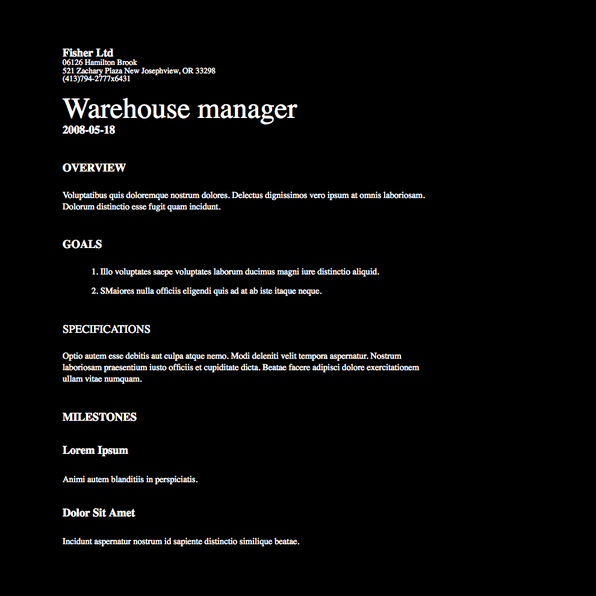 Fisher Ltd
06126 Hamilton Brook
521 Zachary Plaza New Josephview, OR 33298
(413)794-2777x6431
Warehouse manager
2008-05-18
OVERVIEW
Voluptatibus quis doloremque nostrum dolores. Delectus dignissimos vero ipsum at omnis laboriosam.
Dolorum distinctio esse fugit quam incidunt.
GOALS
1. Illo voluptates saepe voluptates laborum ducimus magni iure distinctio aliquid.
2. SMaiores nulla officiis eligendi quis ad at ab iste itaque neque.
SPECIFICATIONS
Optio autem esse debitis aut culpa atque nemo. Modi deleniti velit tempora aspernatur. Nostrum
laboriosam praesentium iusto officiis et cupiditate dicta. Beatae facere adipisci dolore exercitationem
ullam vitae numquam.
MILESTONES
Lorem Ipsum
Animi autem blanditiis in perspiciatis.
Dolor Sit Amet
Incidunt aspernatur nostrum id sapiente distinctio similique beatae.